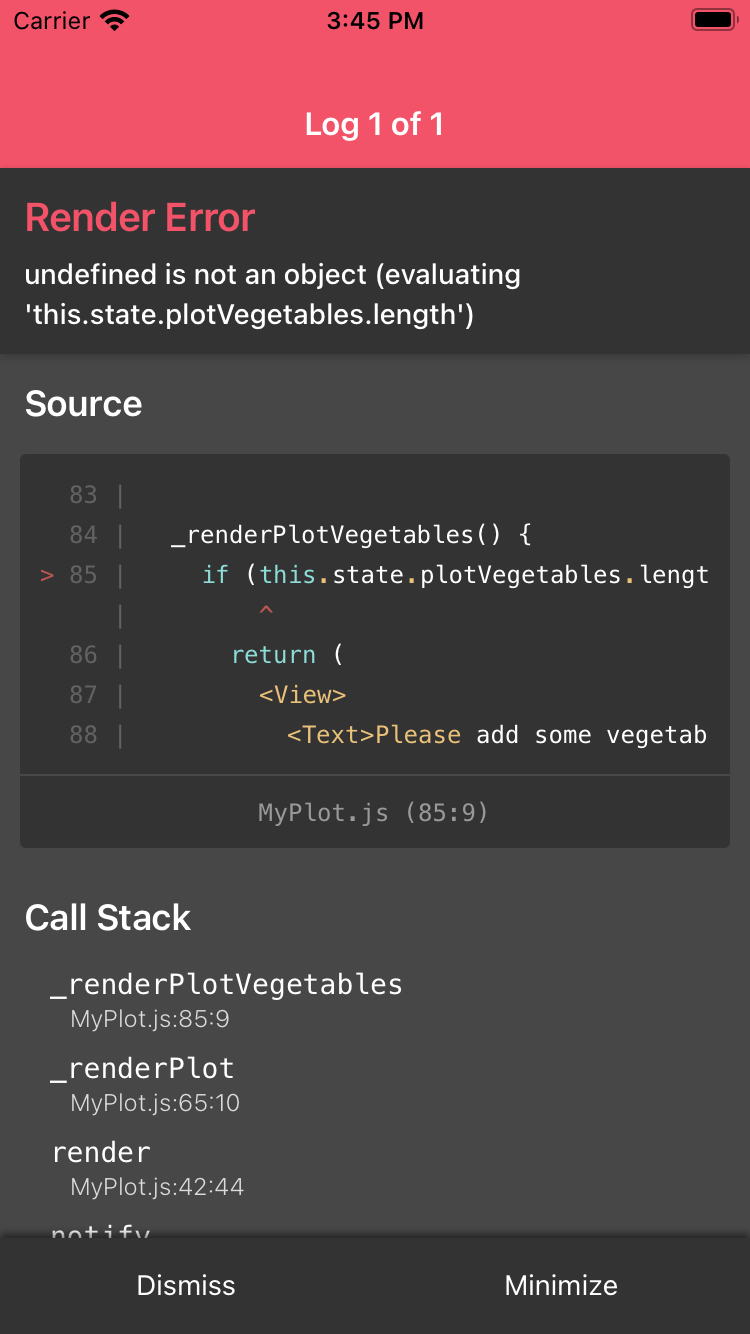 Carrier 3:45 PM
Log 1 of 1
Render Error
undefined is not an object (evaluating
'this.state.plotVegetables.length')
Source
83 |
84 | _renderPlotVegetables() {
> 85 | if (this.state.plotVegetables.lengt
| ^
86 | return (
87 | <View>
88 | <Text>Please add some vegetab
MyPlot.js (85:9)
Call Stack
_renderPlotVegetables
MyPlot.js:85:9
_renderPlot
MyPlot.js:65:10
render
MyPlot.js:42:44
notify
Dismiss Minimize